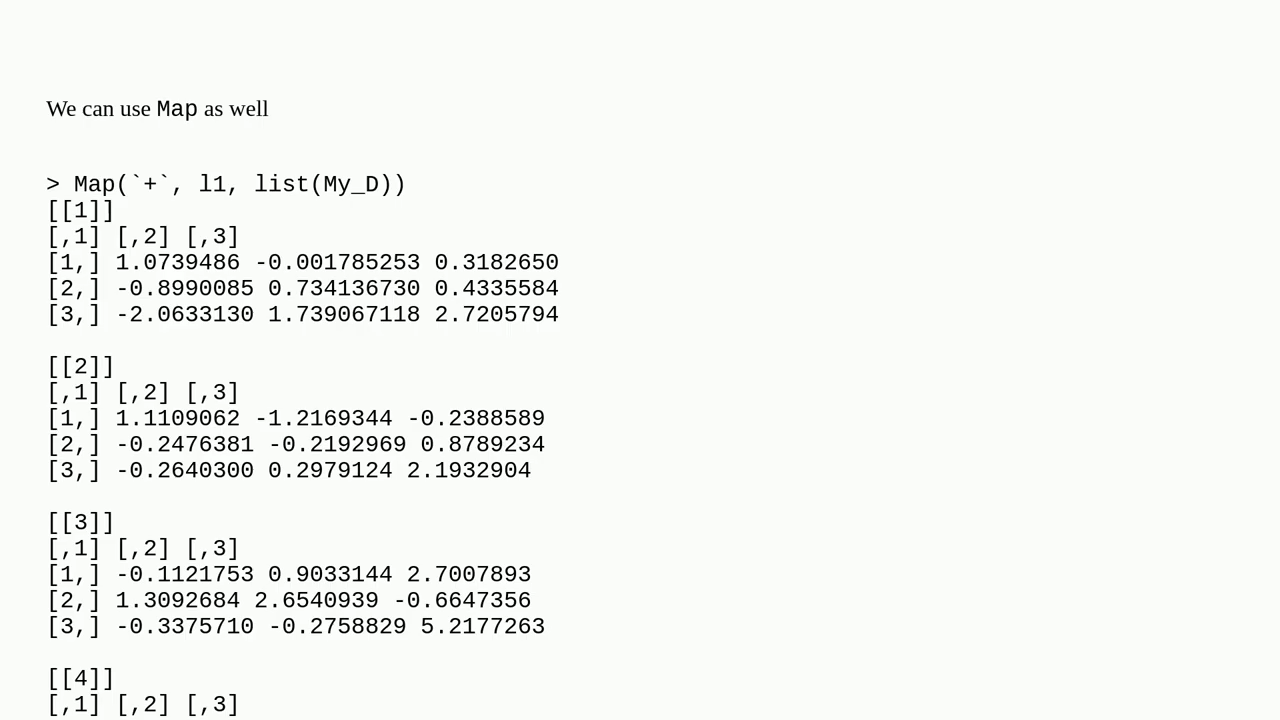 We can use Map as well
> Map(`+`, l1, list(My_D))
[[1]]
[,1] [,2] [,3]
[1,] 1.0739486 -0.001785253 0.3182650
[2,] -0.8990085 0.734136730 0.4335584
[3,] -2.0633130 1.739067118 2.7205794
[[2]]
[,1] [,2] [,3]
[1,] 1.1109062 -1.2169344 -0.2388589
[2,] -0.2476381 -0.2192969 0.8789234
[3,] -0.2640300 0.2979124 2.1932904
[[3]]
[,1] [,2] [,3]
[1,] -0.1121753 0.9033144 2.7007893
[2,] 1.3092684 2.6540939 -0.6647356
[3,] -0.3375710 -0.2758829 5.2177263
[[4]]
[,1] [,2] [,3]